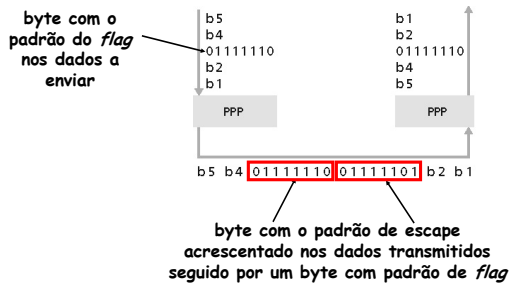 byte com o
padrão do flag
nos dados a
enviar
b5
b4
01111110
b2
b1
PPP
b1
b2
01111110
b4
b5
PPP
b5 b4 01111110 01111101 b2 b1
byte com o padrão de escape
acrescentado nos dados transmitidos
seguido por um byte com padrão de flag